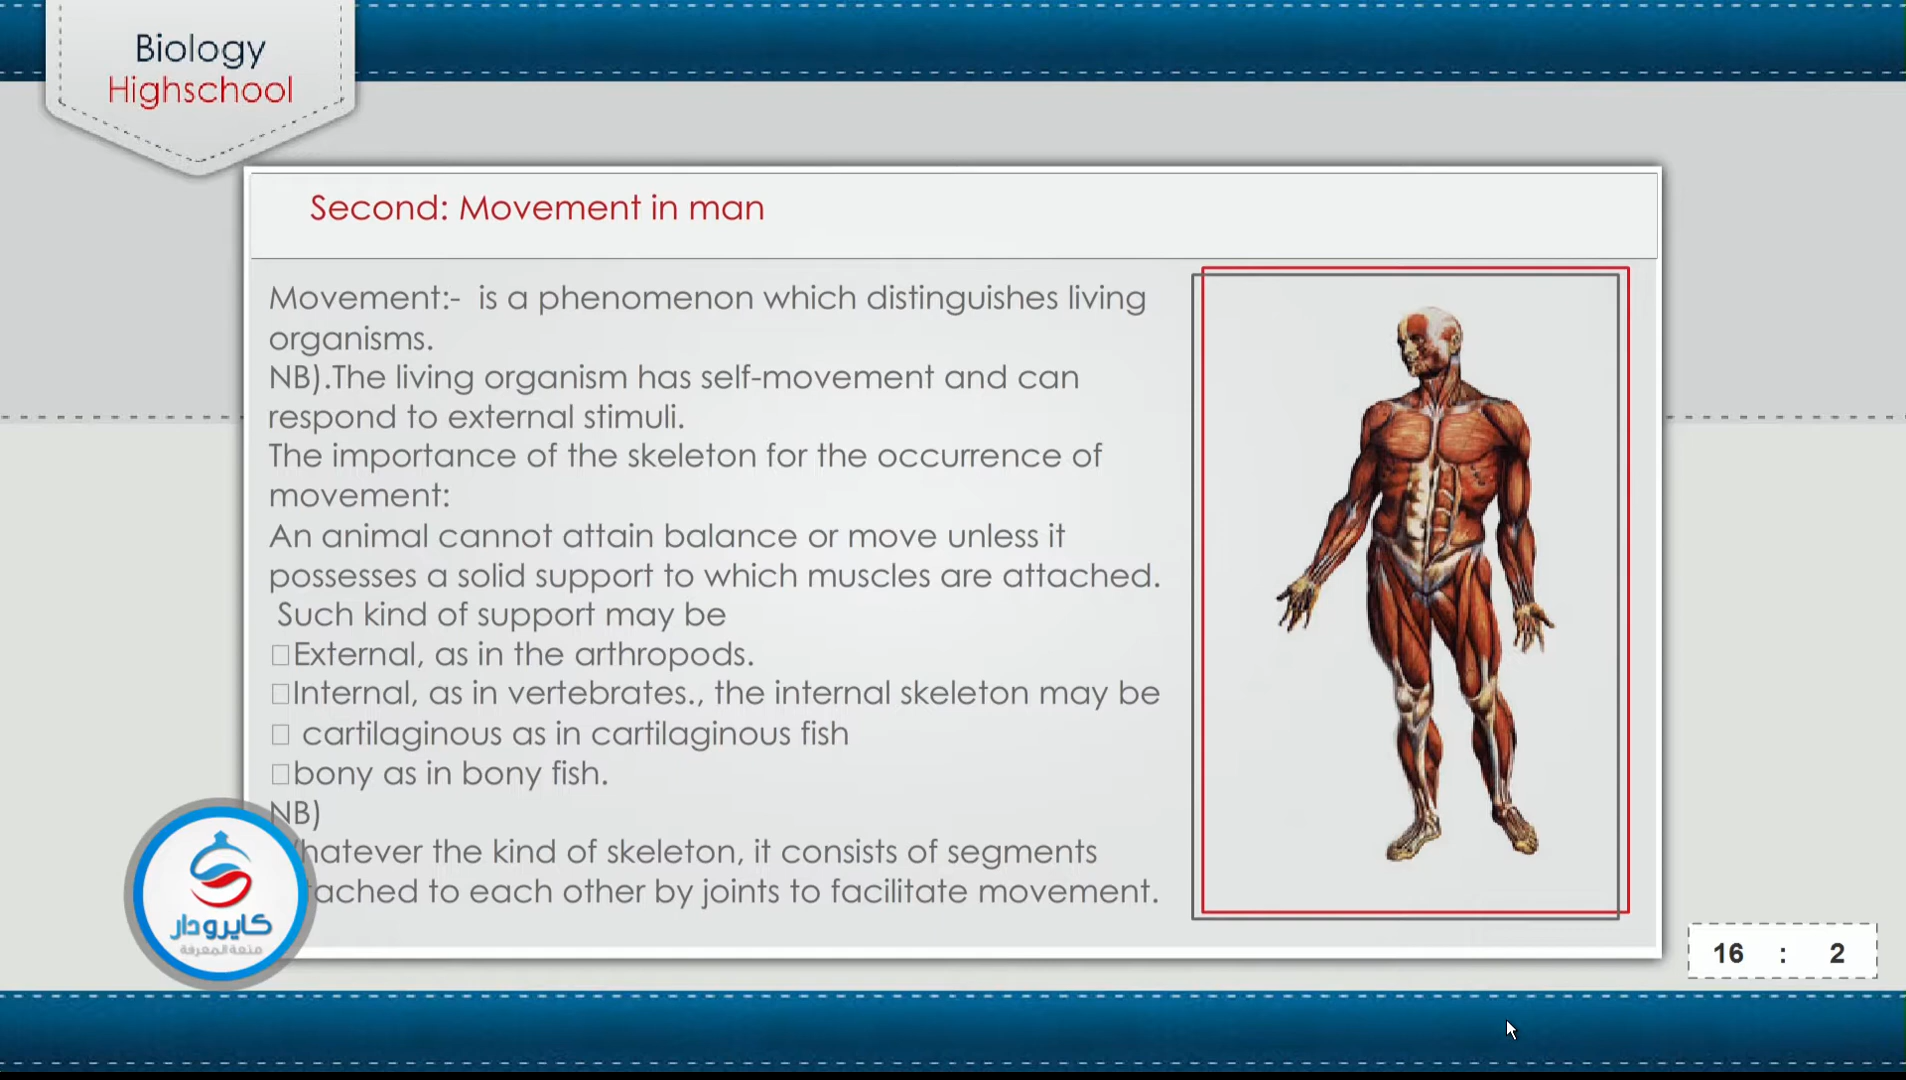 Biology
Highschool
Second: Movement in man
Movement:- is a phenomenon which distinguishes living
organisms.
NB).The living organism has self-movement and can
respond to external stimuli.
The importance of the skeleton for the occurrence of
movement:
An animal cannot attain balance or move unless it
possesses a solid support to which muscles are attached.
Such kind of support may be
□External, as in the arthropods.
□Internal, as in vertebrates., the internal skeleton may be
□ cartilaginous as in cartilaginous fish
□bony as in bony fish.
NB)
hatever the kind of skeleton, it consists of segments
tached to each other by joints to facilitate movement.
كايرودار
متعة المعرفة
16 : 2